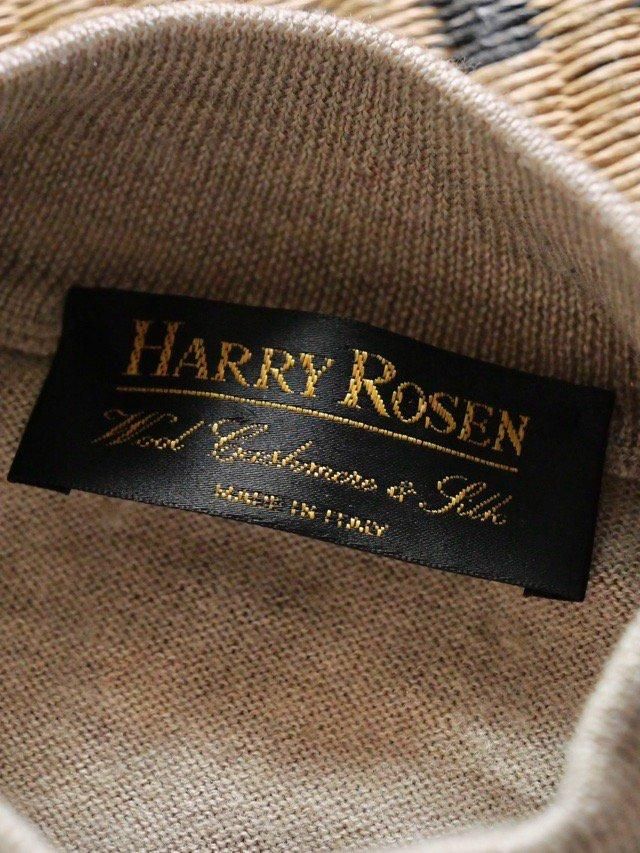 HARRY ROSEN
Wool Cashmere & Silk
MADE IN ITALY